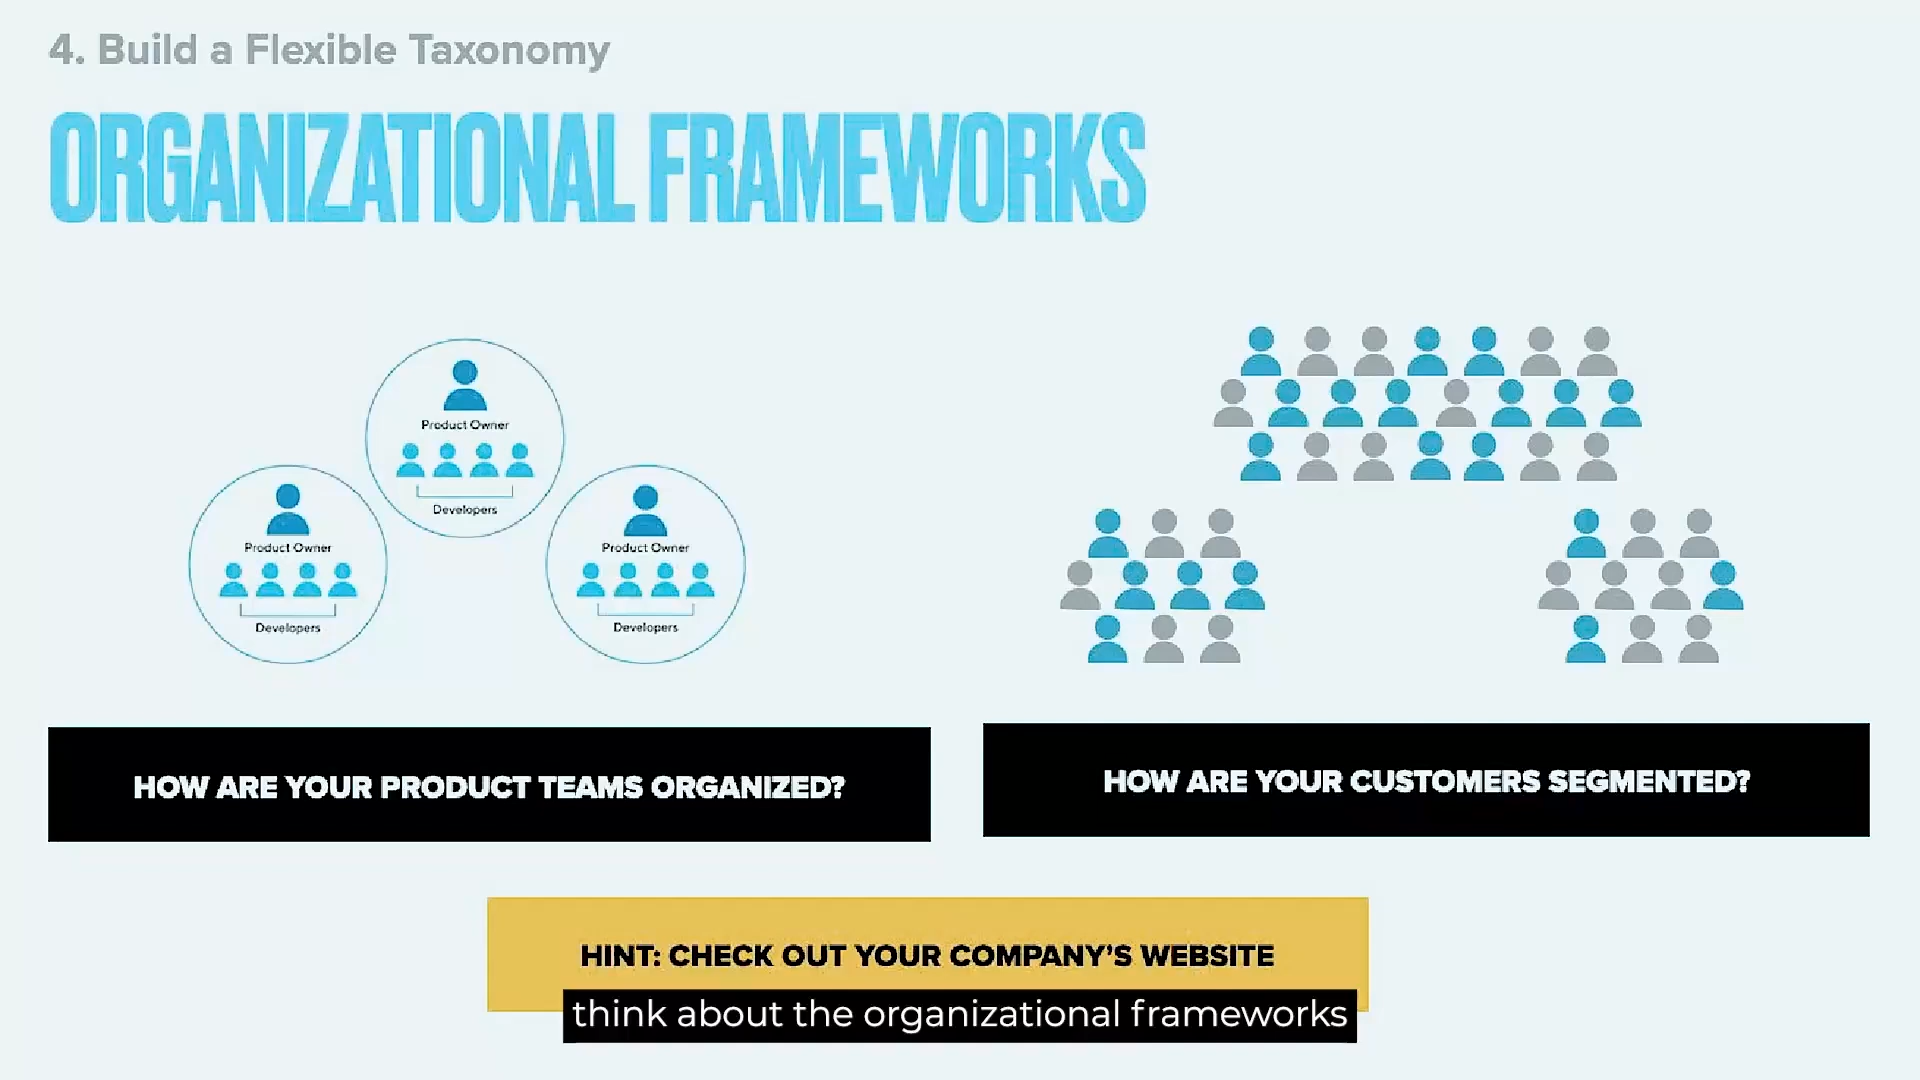 4. Build a Flexible Taxonomy
ORGANIZATIONAL FRAMEWORKS
Product Owner
Developers
Product Owner
Developers
Product Owner
Developers
HOW ARE YOUR PRODUCT TEAMS ORGANIZED?
HOW ARE YOUR CUSTOMERS SEGMENTED?
HINT: CHECK OUT YOUR COMPANY’S WEBSITE
think about the organizational frameworks